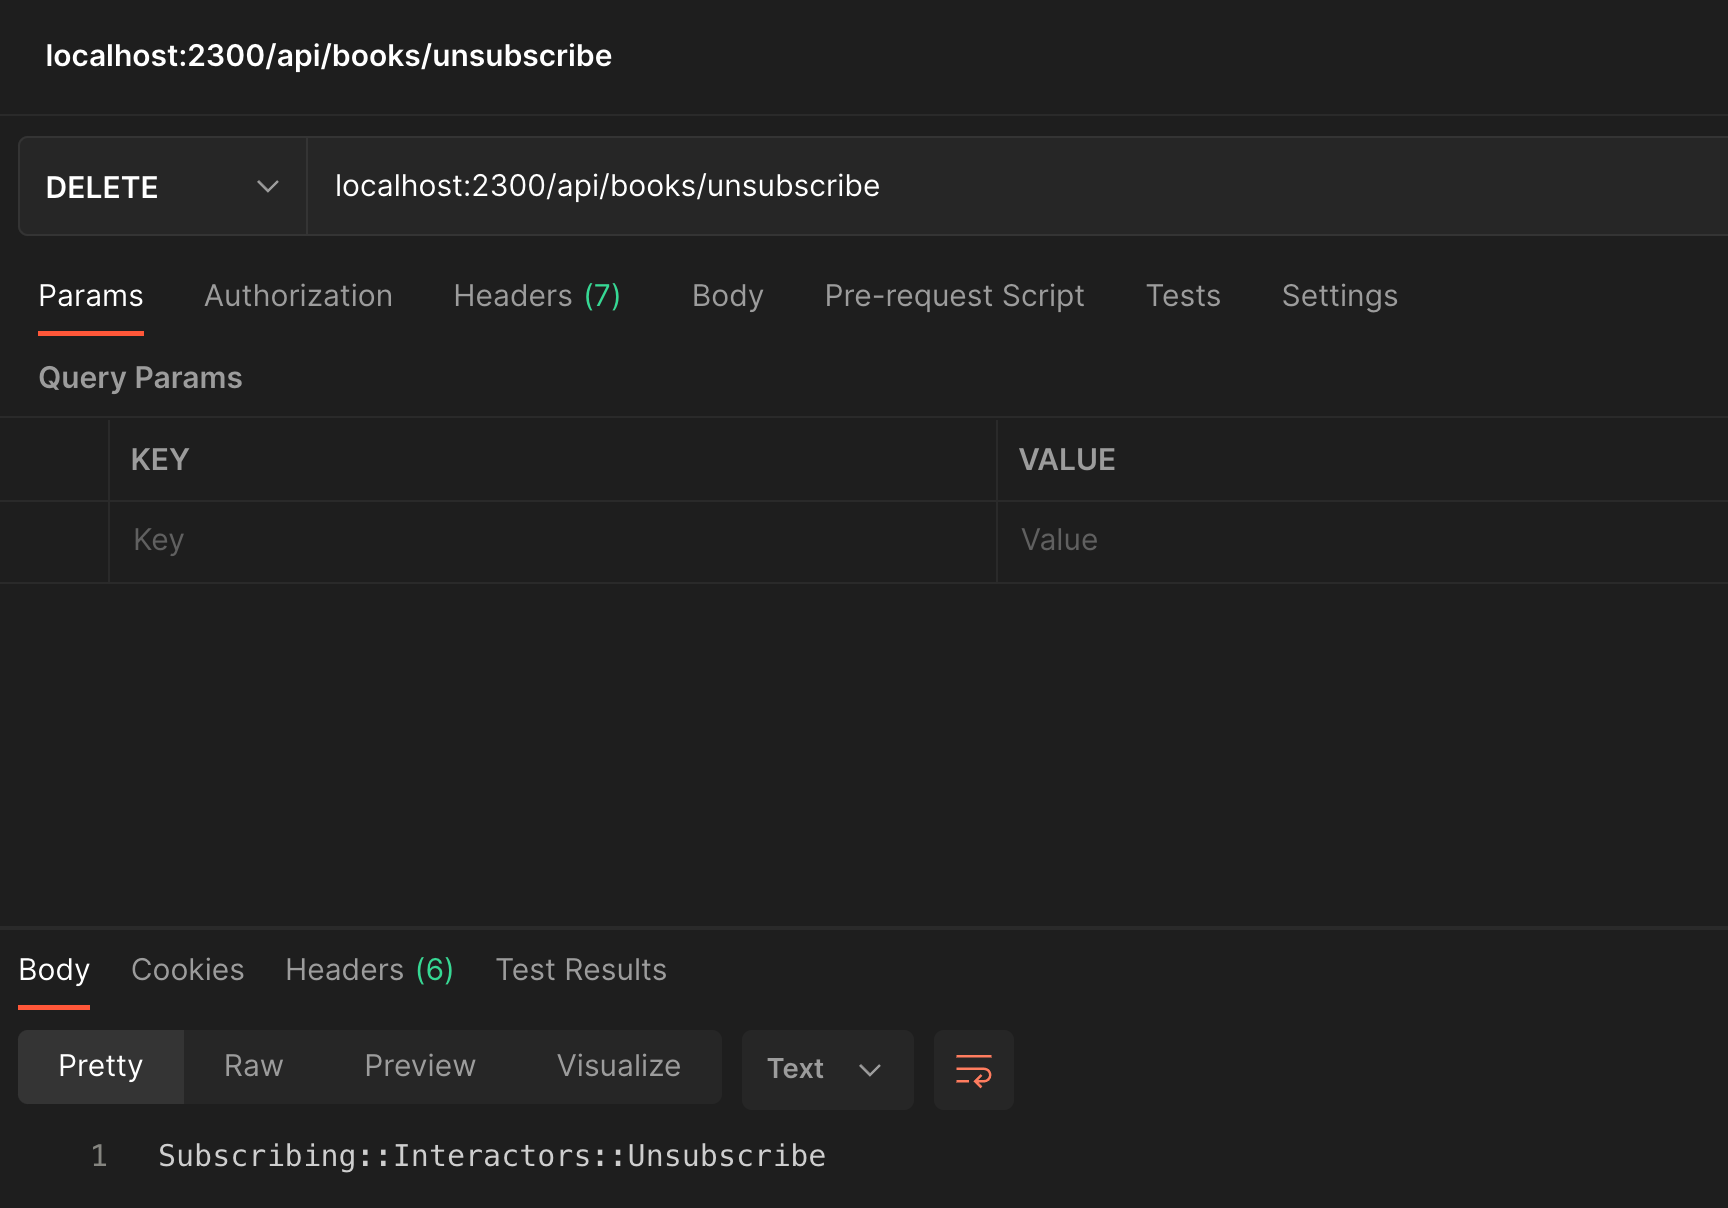 localhost:2300/api/books/unsubscribe
DELETE localhost:2300/api/books/unsubscribe
Params Authorization Headers (7) Body Pre-request Script Tests Settings
Query Params
KEY VALUE
Key Value
Body Cookies Headers (6) Test Results
Pretty Raw Preview Visualize Text
1 Subscribing::Interactors::Unsubscribe